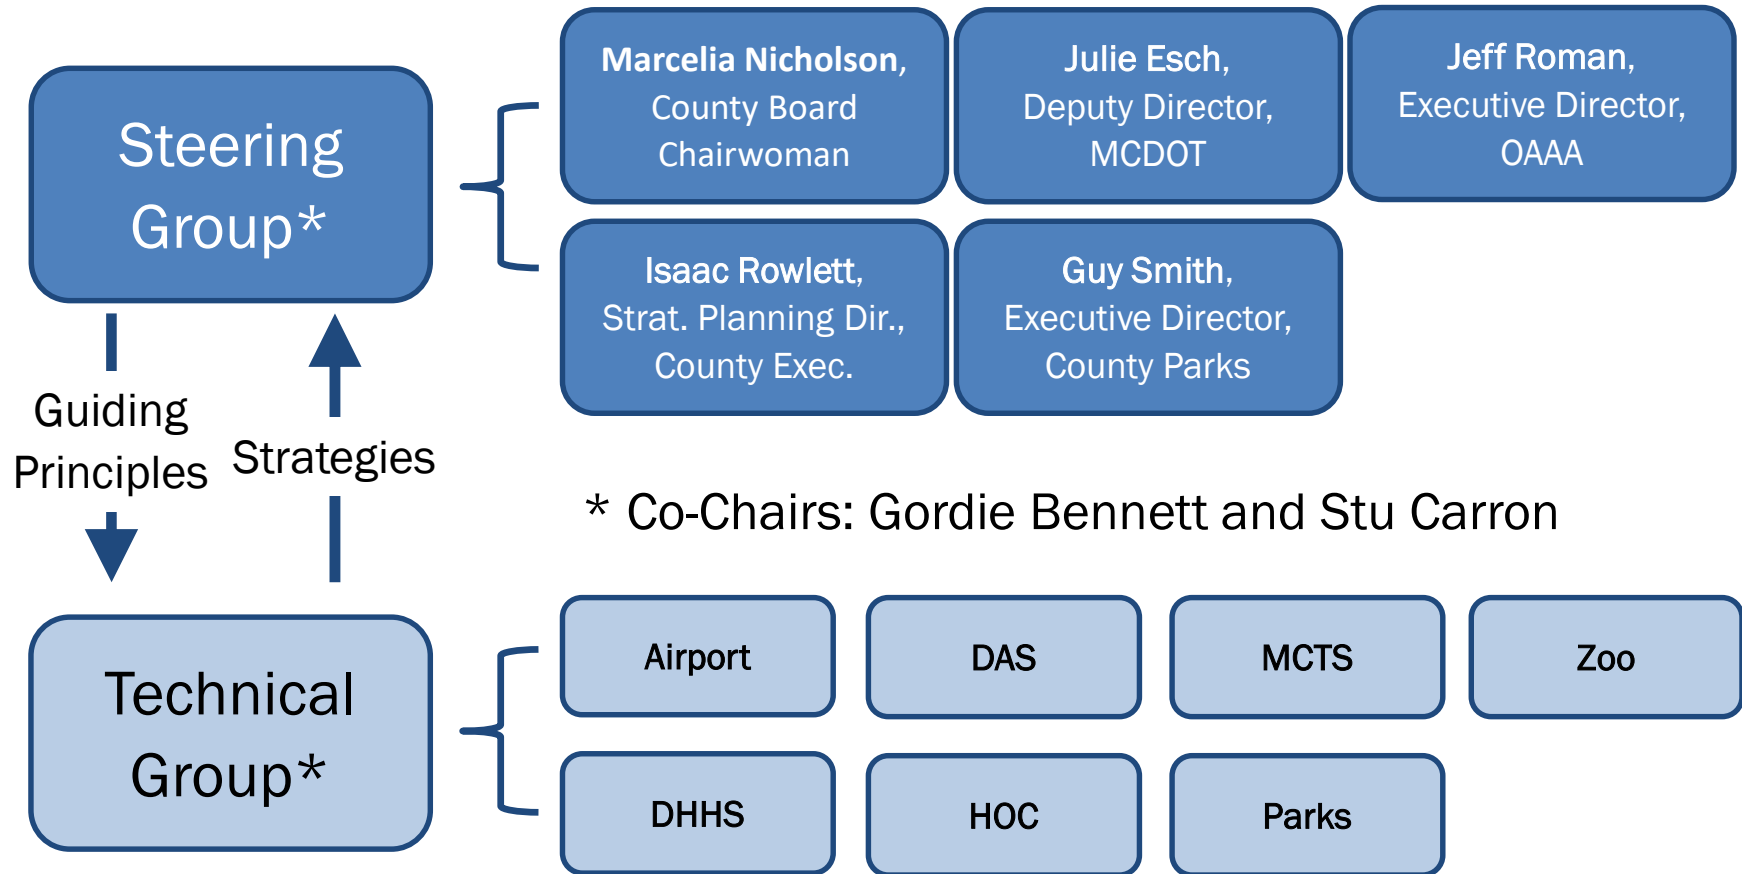 Steering
Group*
Marcelia Nicholson,
County Board
Chairwoman
Julie Esch,
Deputy Director,
MCDOT
Jeff Roman,
Executive Director,
OAAA
Isaac Rowlett,
Strat. Planning Dir.,
County Exec.
Guy Smith,
Executive Director,
County Parks
Guiding
Principles
Strategies
* Co-Chairs: Gordie Bennett and Stu Carron
Technical
Group*
Airport
DAS
MCTS
Zoo
DHHS
HOC
Parks